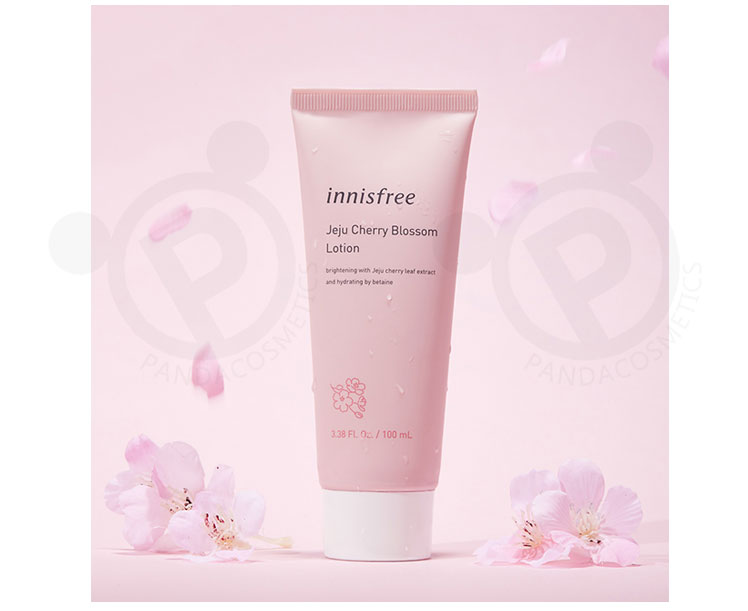 innisfree
Jeju Cherry Blossom
Lotion
brightening with Jeju cherry leaf extract
and hydrating by betaine
3.38 FL. Oz. / 100 mL
P
PANDACOSMETICS
P
PANDACOSMETICS